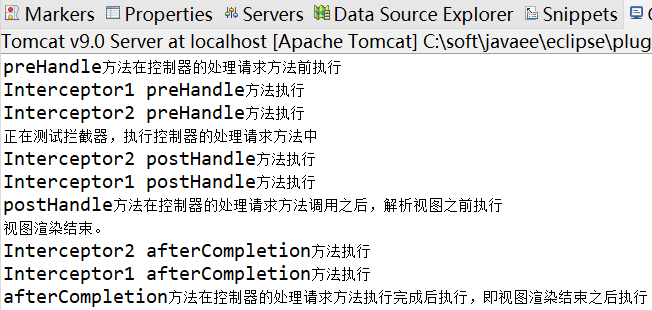 Markers Properties Servers Data Source Explorer Snippets
Tomcat v9.0 Server at localhost [Apache Tomcat] C:\soft\javaee\eclipse\plug
preHandle方法在控制器的处理请求方法前执行
Interceptor1 preHandle方法执行
Interceptor2 preHandle方法执行
正在测试拦截器，执行控制器的处理请求方法中
Interceptor2 postHandle方法执行
Interceptor1 postHandle方法执行
postHandle方法在控制器的处理请求方法调用之后，解析视图之前执行
视图渲染结束。
Interceptor2 afterCompletion方法执行
Interceptor1 afterCompletion方法执行
afterCompletion方法在控制器的处理请求方法执行完成后执行，即视图渲染结束之后执行